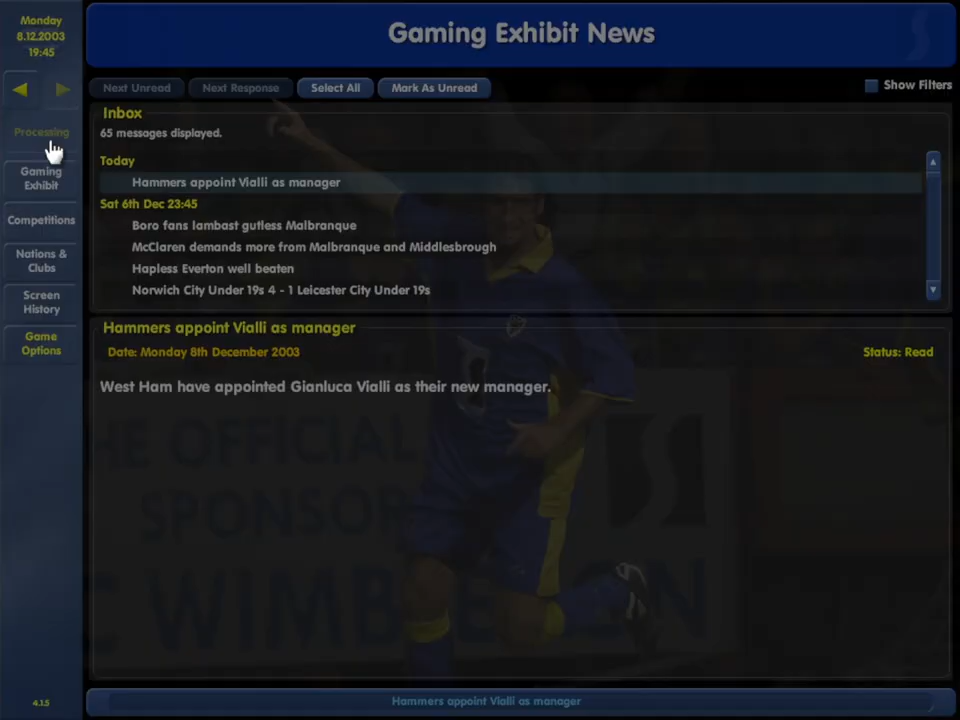 Monday
8.12.2003
19:45
Processing
Gaming
Exhibit
Competitions
Nations &
Clubs
Screen
History
Game
Options
4.1.5
Gaming Exhibit News
Next Unread
Next Response
Select All
Mark As Unread
Show Filters
Inbox
65 messages displayed.
Today
Hammers appoint Vialli as manager
Sat 6th Dec 23:45
Boro fans lambast gutless Malbranque
McClaren demands more from Malbranque and Middlesbrough
Hapless Everton well beaten
Norwich City Under 19s 4 - 1 Leicester City Under 19s
Hammers appoint Vialli as manager
Date: Monday 8th December 2003
Status: Read
West Ham have appointed Gianluca Vialli as their new manager.
HE OFFICIAL
SPONSOR
C WIMBLEDON
Hammers appoint Vialli as manager